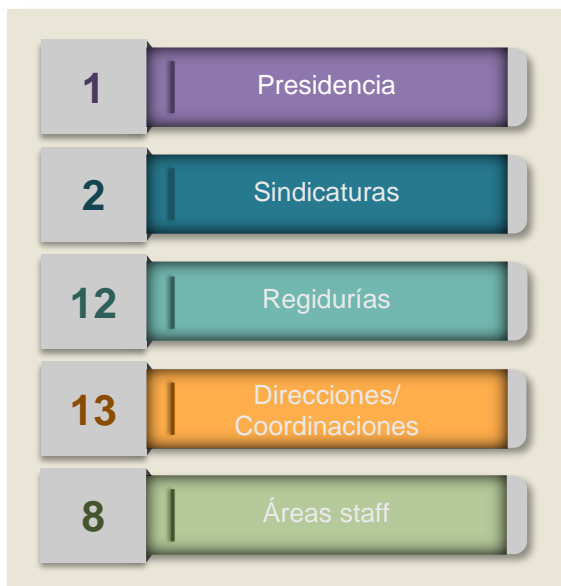 1
Presidencia
2
Sindicaturas
12
Regidurías
13
Direcciones/
Coordinaciones
8
Áreas staff